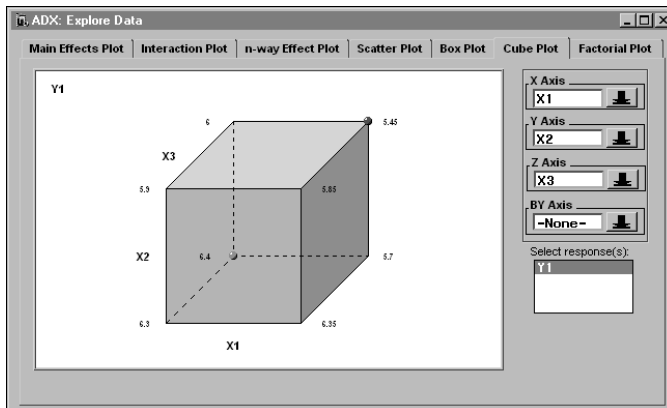 ADX: Explore Data
Main Effects Plot Interaction Plot n-way Effect Plot Scatter Plot Box Plot Cube Plot Factorial Plot
Y1
6
5.45
X3
5.9
5.85
X2
6.4
5.7
6.3
6.35
X1
X Axis
X1
Y Axis
X2
Z Axis
X3
BY Axis
-None-
Select response(s):
Y1